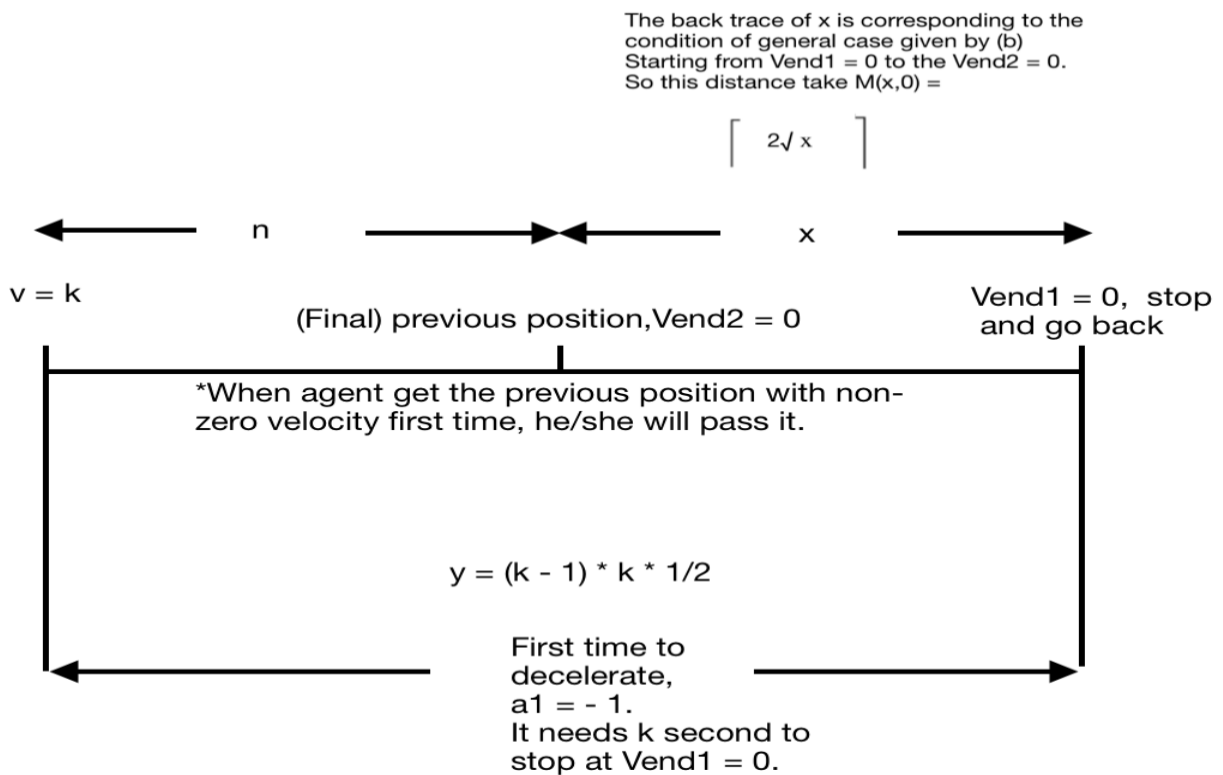 The back trace of x is corresponding to the
condition of general case given by (b)
Starting from Vend1 = 0 to the Vend2 = 0.
So this distance take M(x,0) =
⌈ 2√ x ⌉
n
x
v = k
Vend1 = 0, stop
and go back
(Final) previous position,Vend2 = 0
*When agent get the previous position with non-
zero velocity first time, he/she will pass it.
y = (k - 1) * k * 1/2
First time to
decelerate,
a1 = - 1.
It needs k second to
stop at Vend1 = 0.